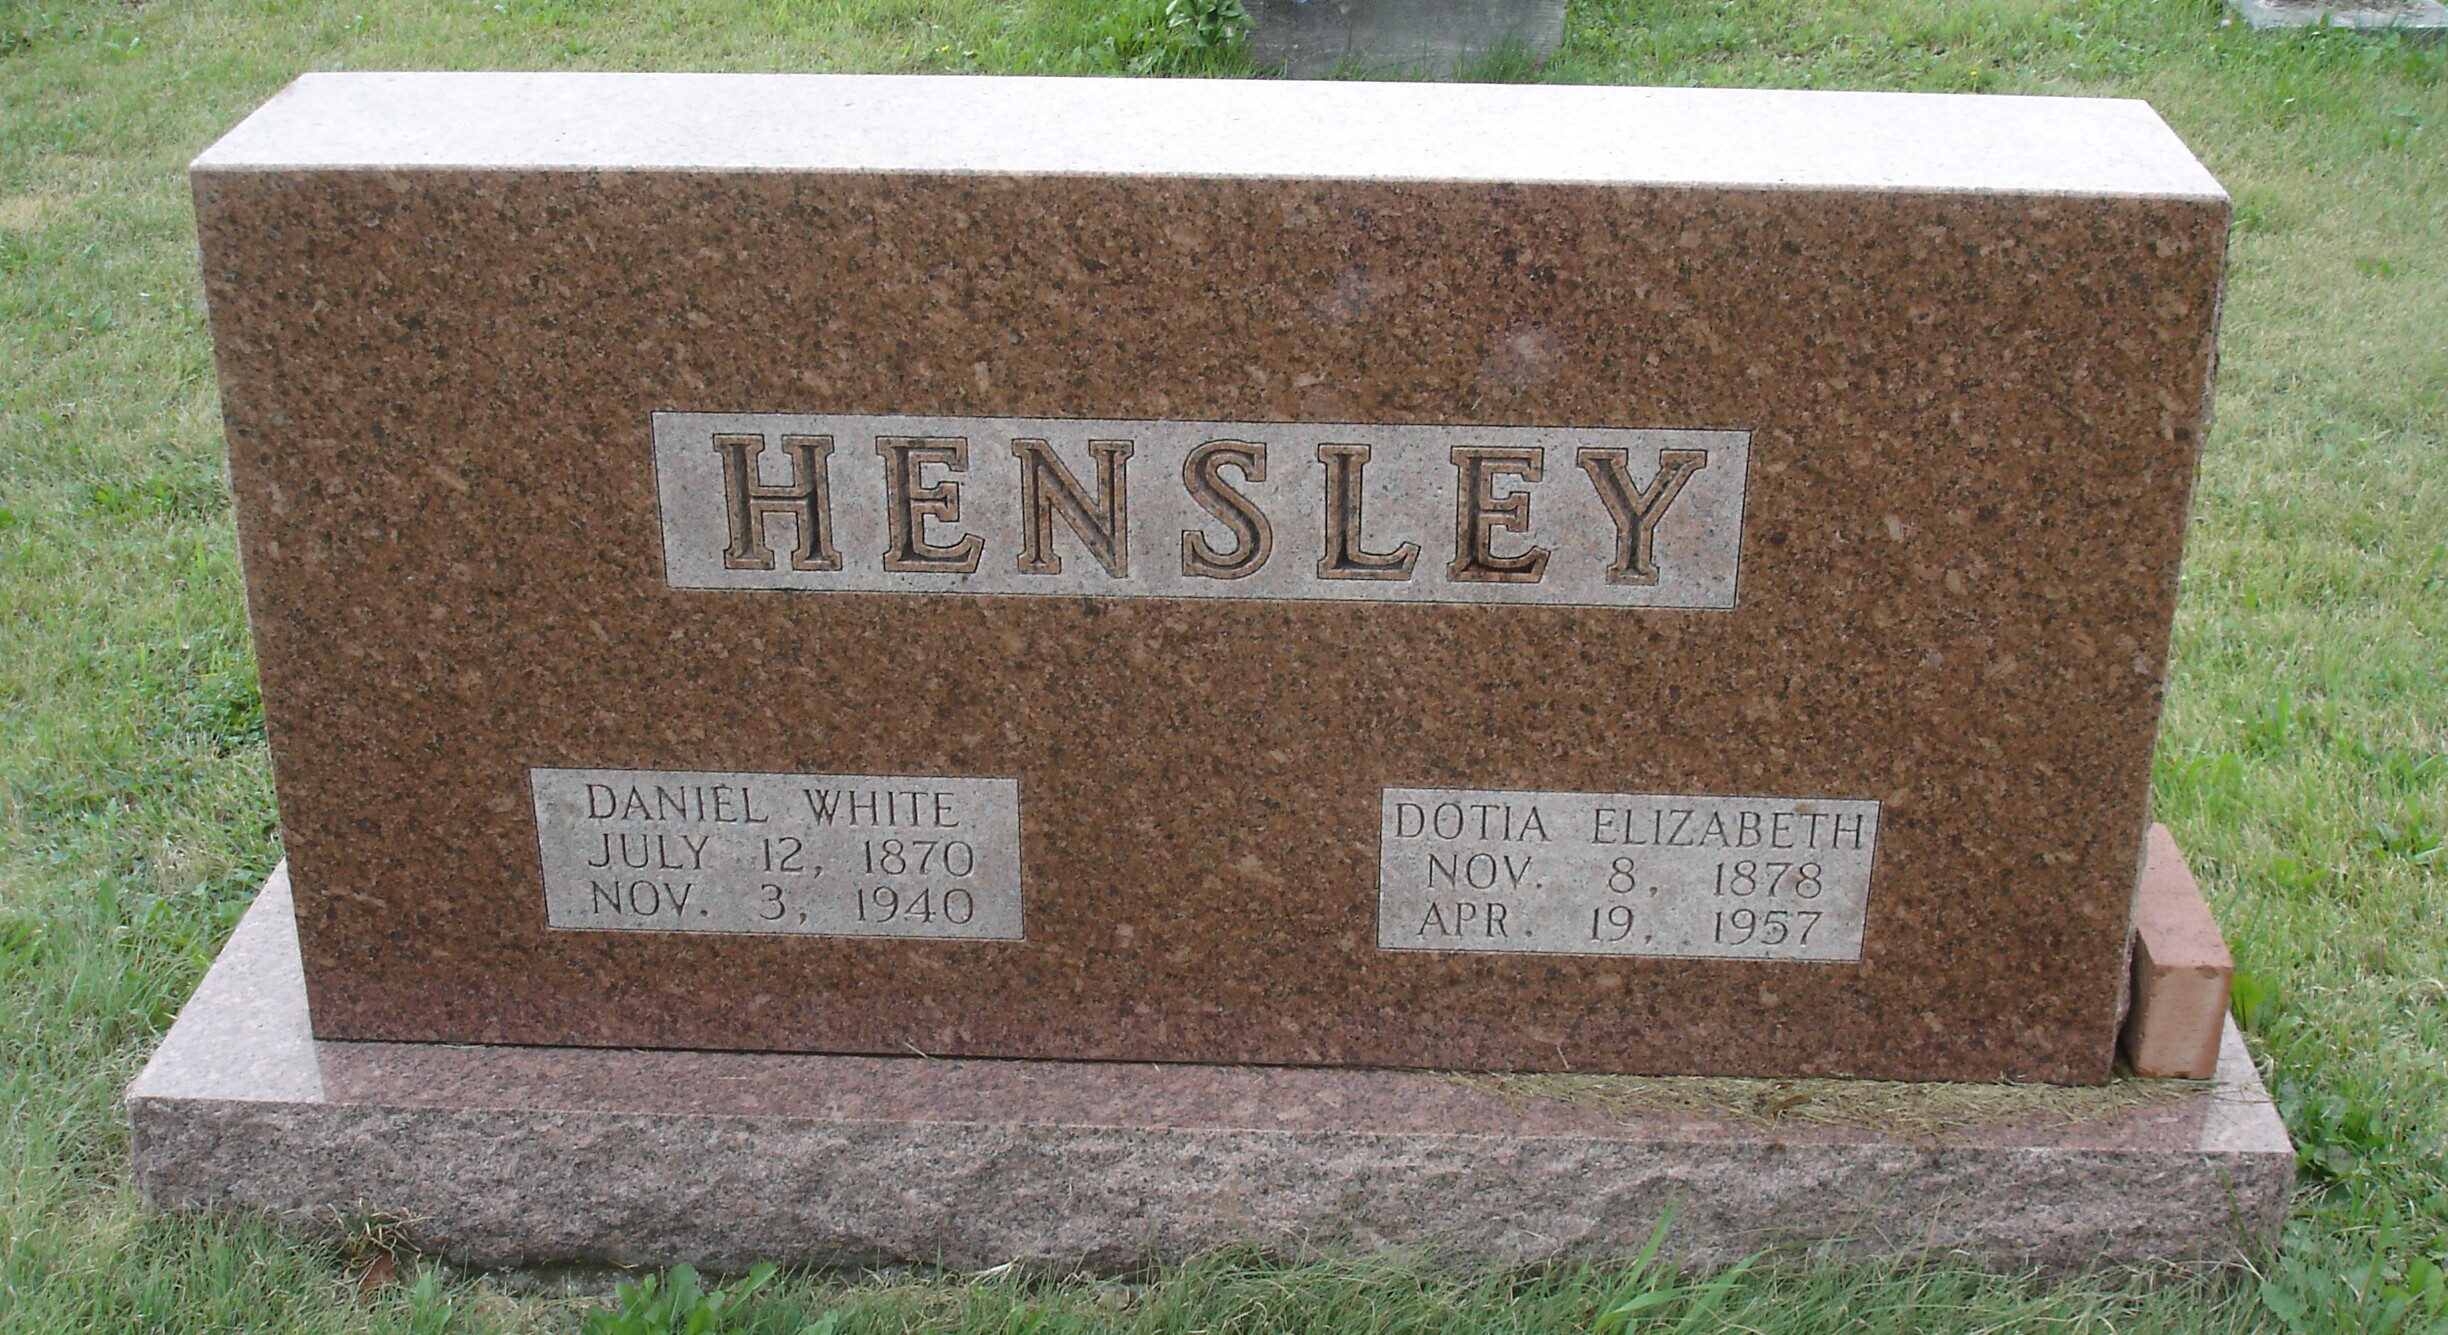 HENSLEY
DANIEL WHITE
JULY 12, 1870
NOV. 3, 1940
DOTIA ELIZABETH
NOV. 8, 1878
APR. 19, 1957